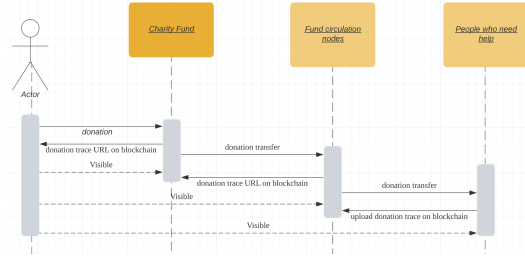 Charity Fund
Fund circulation
nodes
People who need
help
Actor
donation
donation trace URL on blockchain
donation transfer
Visible
donation trace URL on blockchain
donation transfer
Visible
upload donation trace on blockchain
Visible